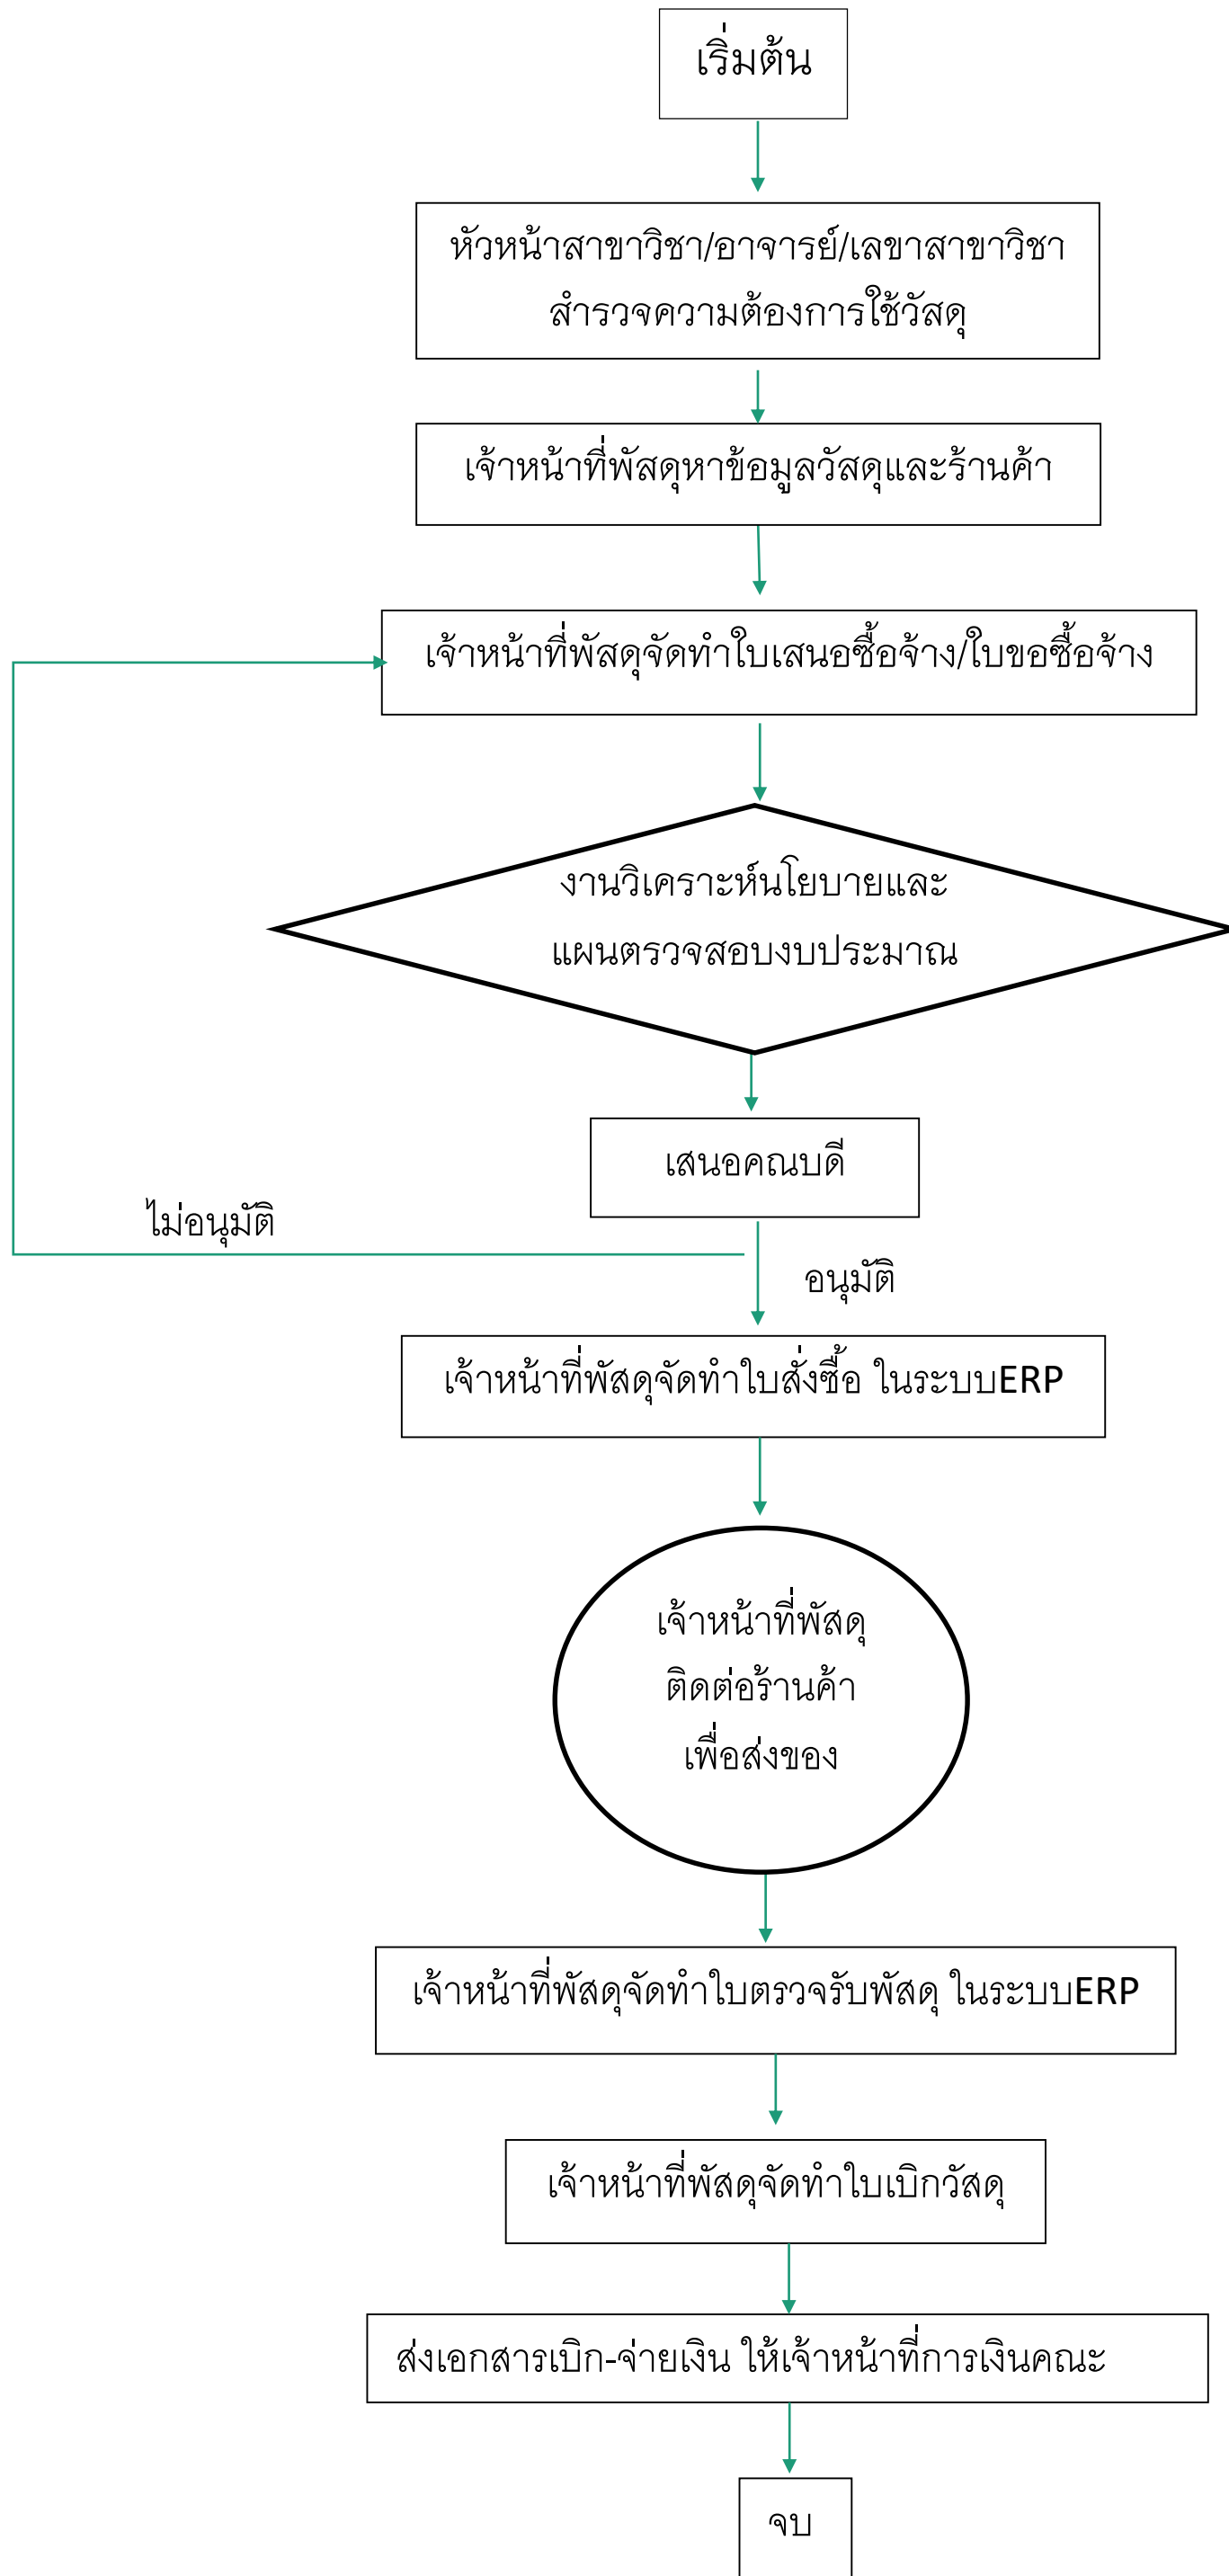 เริ่มต้น
หัวหน้าสาขาวิชา/อาจารย์/เลขาสาขาวิชา
สำรวจความต้องการใช้วัสดุ
เจ้าหน้าที่พัสดุหาข้อมูลวัสดุและร้านค้า
เจ้าหน้าที่พัสดุจัดทำใบเสนอซื้อจ้าง/ใบขอซื้อจ้าง
งานวิเคราะห์นโยบายและ
แผนตรวจสอบงบประมาณ
เสนอคณบดี
ไม่อนุมัติ
อนุมัติ
เจ้าหน้าที่พัสดุจัดทำใบสั่งซื้อ ในระบบERP
เจ้าหน้าที่พัสดุ
ติดต่อร้านค้า
เพื่อส่งของ
เจ้าหน้าที่พัสดุจัดทำใบตรวจรับพัสดุ ในระบบERP
เจ้าหน้าที่พัสดุจัดทำใบเบิกวัสดุ
ส่งเอกสารเบิก-จ่ายเงิน ให้เจ้าหน้าที่การเงินคณะ
จบ